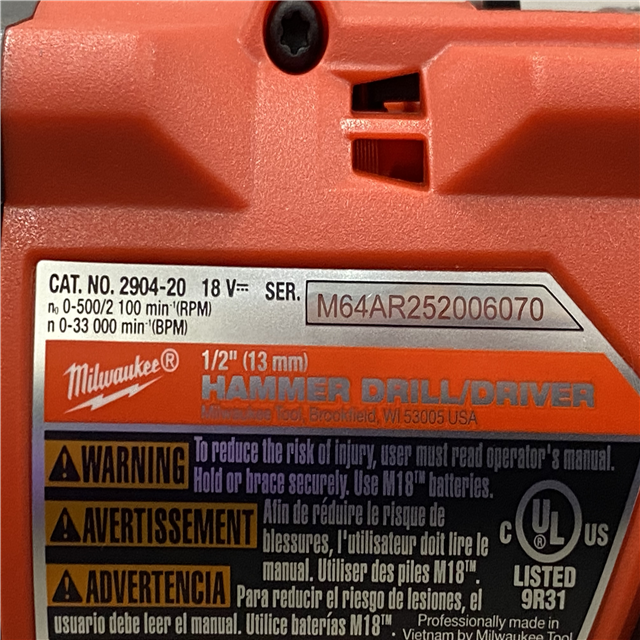 CAT. NO. 2904-20 18 V⎓ SER. M64AR252006070
n₀ 0-500/2 100 min⁻¹(RPM)
n 0-33 000 min⁻¹(BPM)
Milwaukee®
1/2" (13 mm)
HAMMER DRILL/DRIVER
Milwaukee Tool, Brookfield, WI 53005 USA
WARNING To reduce the risk of injury, user must read operator's manual.
Hold or brace securely. Use M18™ batteries.
AVERTISSEMENT Afin de réduire le risque de
blessures, l'utilisateur doit lire le
manual. Utiliser des piles M18™.
ADVERTENCIA Para reducir el riesgo de lesiones, el
usuario debe leer el manual. Utilice baterías M18™.
C UL® US
LISTED
9R31
Professionally made in
Vietnam by Milwaukee Tool